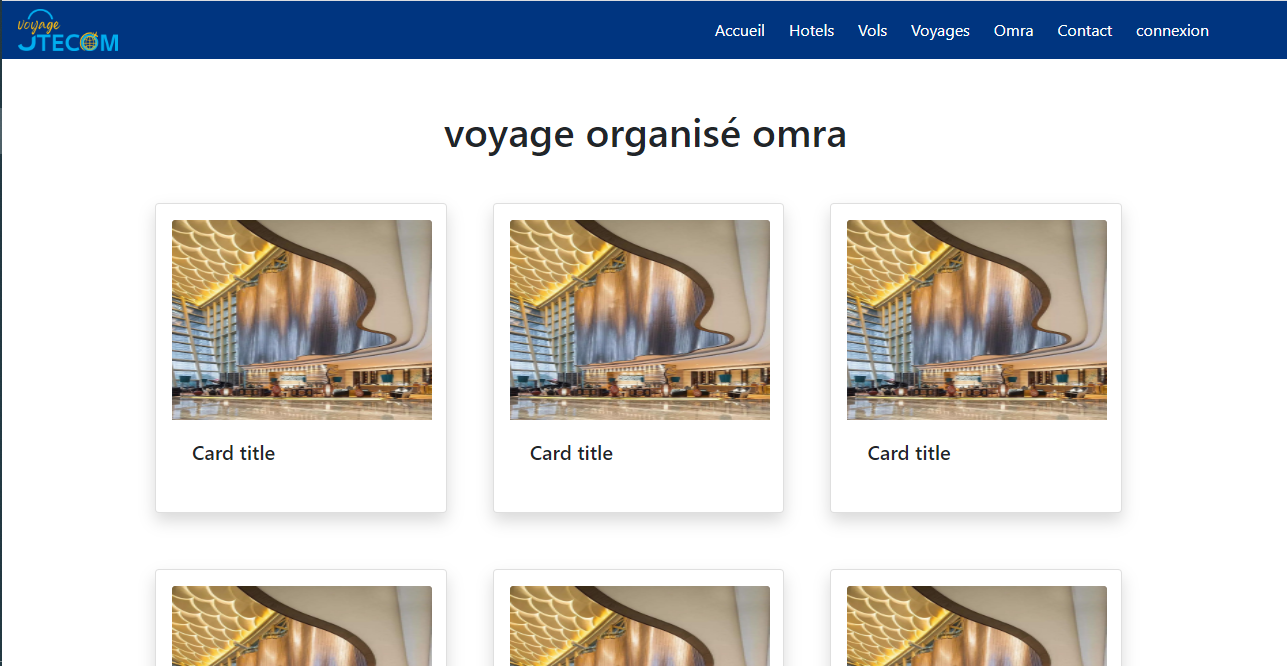 voyage
JTECOM
Accueil Hotels Vols Voyages Omra Contact connexion
voyage organisé omra
Card title Card title Card title